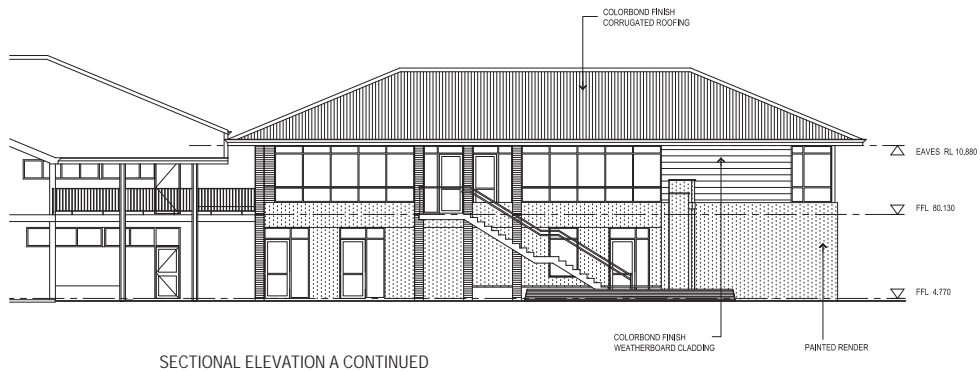 COLORBOND FINISH
CORRUGATED ROOFING
EAVES RL 10.880
FFL 80.130
FFL 4.770
COLORBOND FINISH
WEATHERBOARD CLADDING
PAINTED RENDER
SECTIONAL ELEVATION A CONTINUED